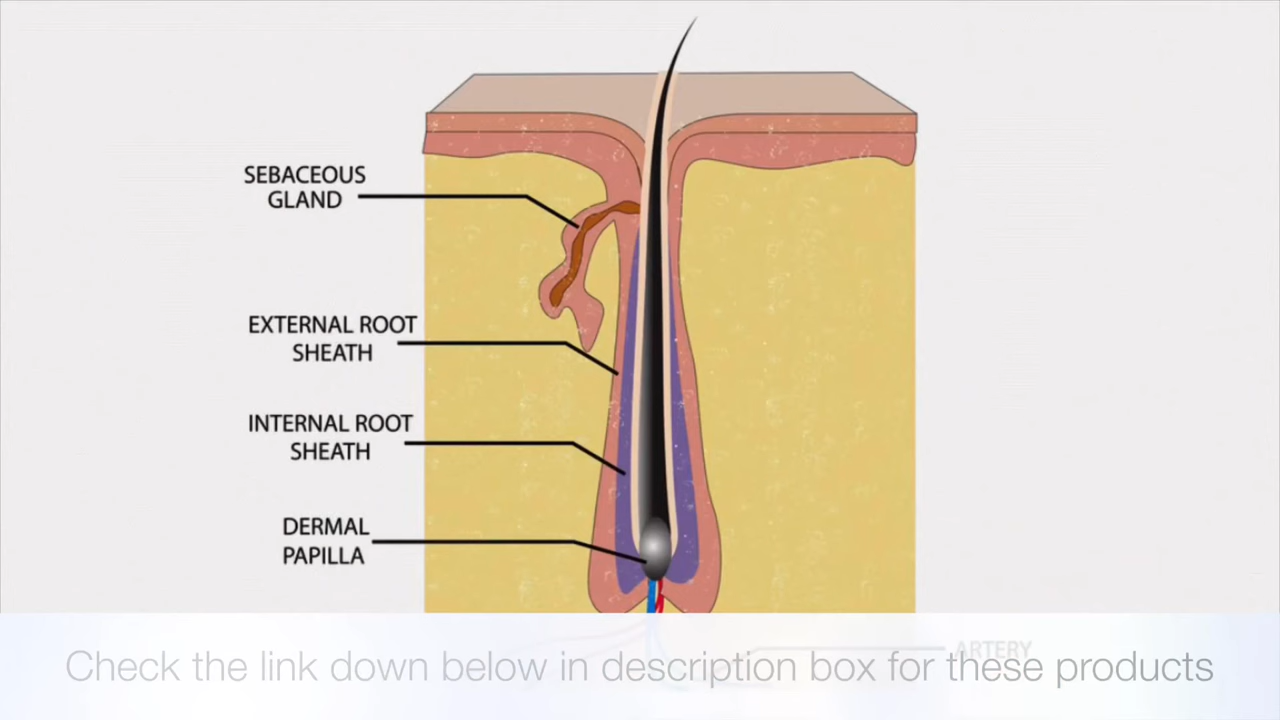 SEBACEOUS
GLAND
EXTERNAL ROOT
SHEATH
INTERNAL ROOT
SHEATH
DERMAL
PAPILLA
ARTERY
Check the link down below in description box for these products